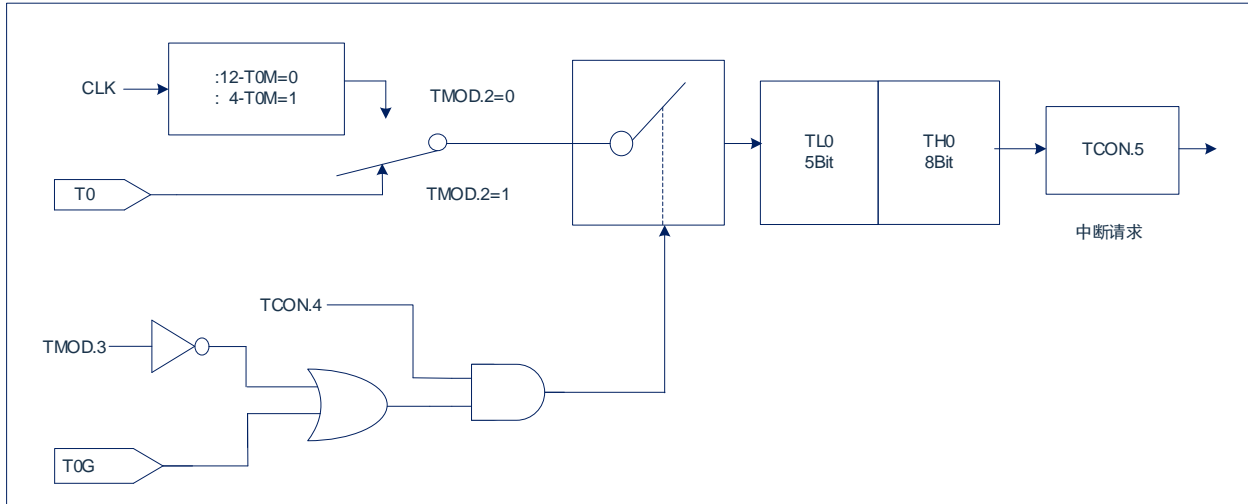 CLK
:12-T0M=0
: 4-T0M=1
TMOD.2=0
T0
TMOD.2=1
TL0
5Bit
TH0
8Bit
TCON.5
中断请求
TCON.4
TMOD.3
T0G